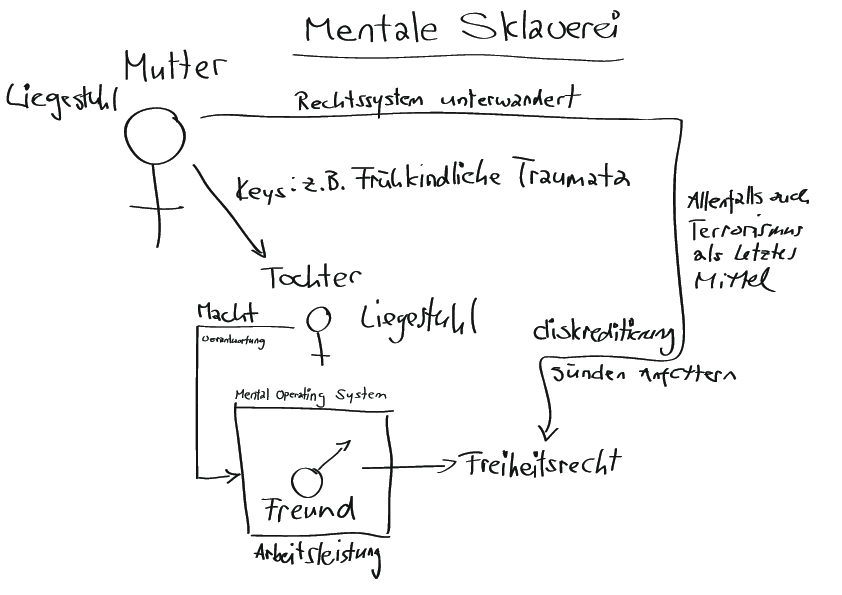 Mentale Sklaverei
Mutter
Liegestuhl
Rechtssystem unterwandert
Keys: z.B. Frühkindliche Traumata
Allenfalls auch
Terrorismus
als letztes
Mittel
Tochter
Macht
Verantwortung
Liegestuhl
diskreditierung
Sünden Anfüttern
Mental Operating System
Freiheitsrecht
Freund
Arbeitsleistung